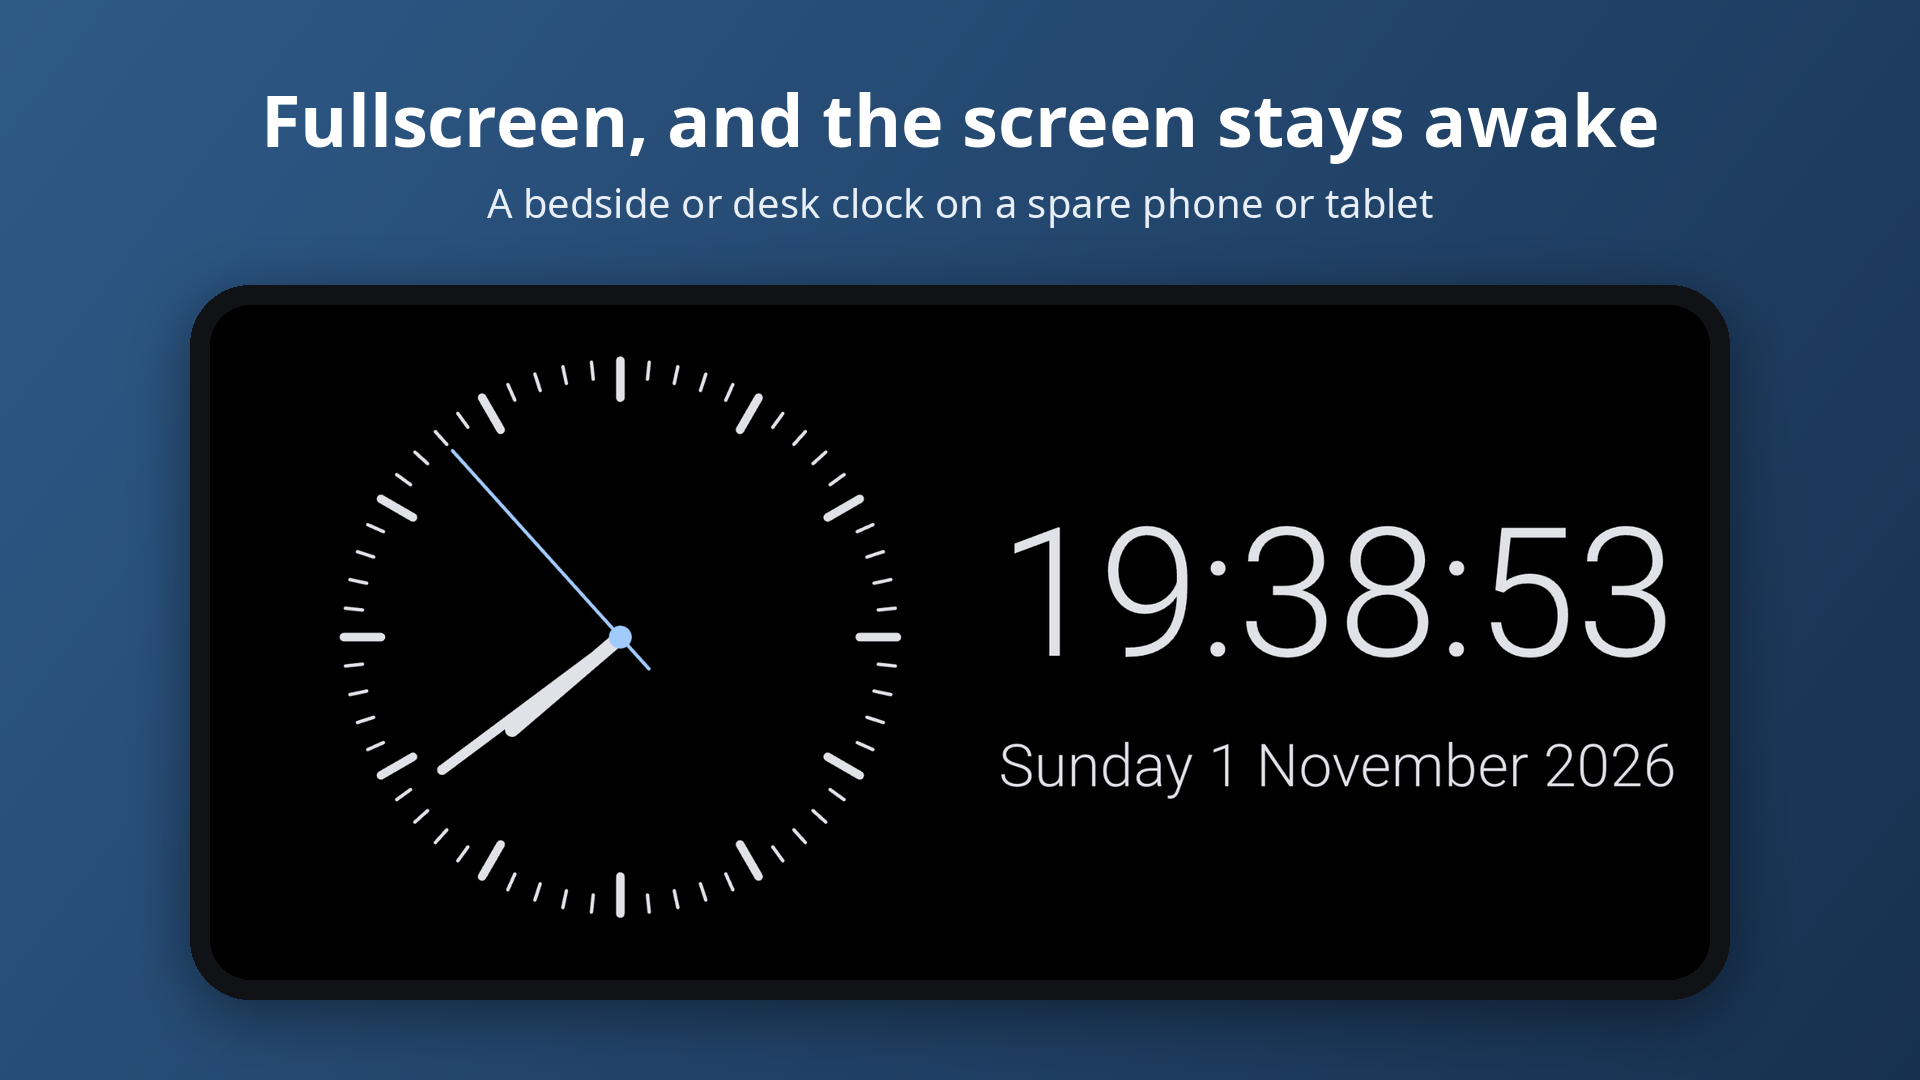 Fullscreen, and the screen stays awake
A bedside or desk clock on a spare phone or tablet
19:38:53
Sunday 1 November 2026